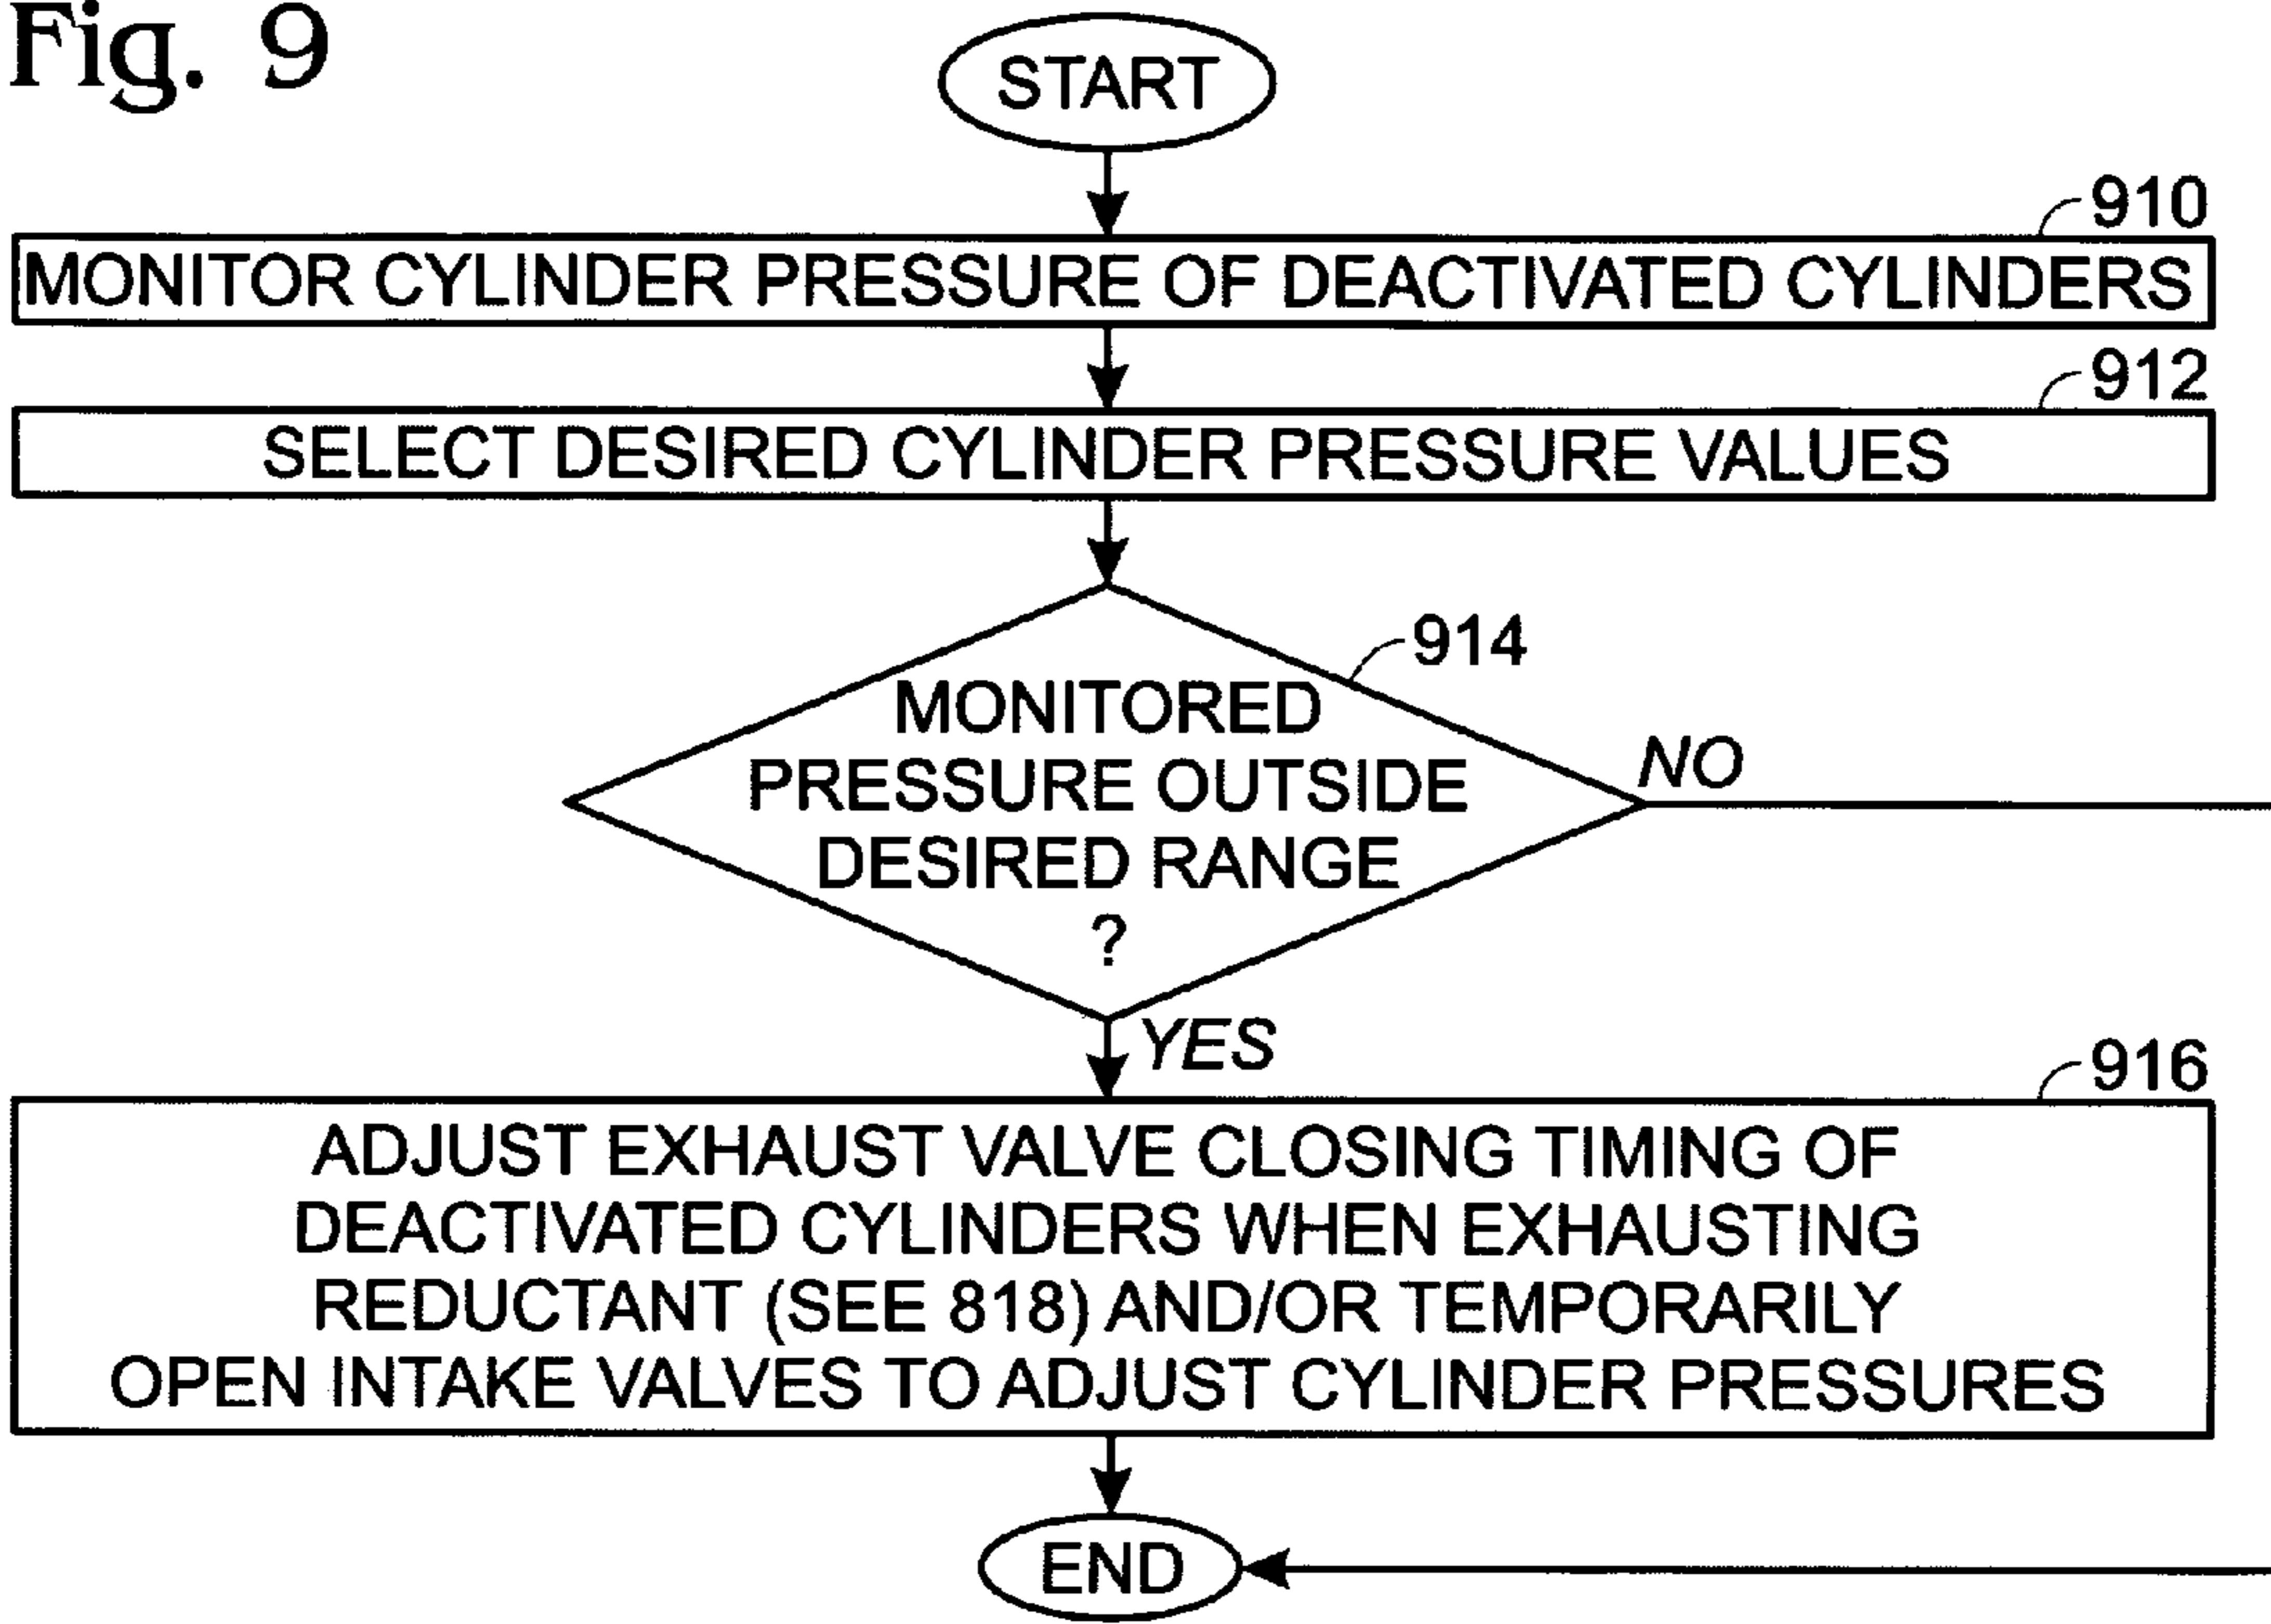 Fig. 9
START
910
MONITOR CYLINDER PRESSURE OF DEACTIVATED CYLINDERS
912
SELECT DESIRED CYLINDER PRESSURE VALUES
914
MONITORED
PRESSURE OUTSIDE
DESIRED RANGE
?
NO
YES
916
ADJUST EXHAUST VALVE CLOSING TIMING OF
DEACTIVATED CYLINDERS WHEN EXHAUSTING
REDUCTANT (SEE 818) AND/OR TEMPORARILY
OPEN INTAKE VALVES TO ADJUST CYLINDER PRESSURES
END